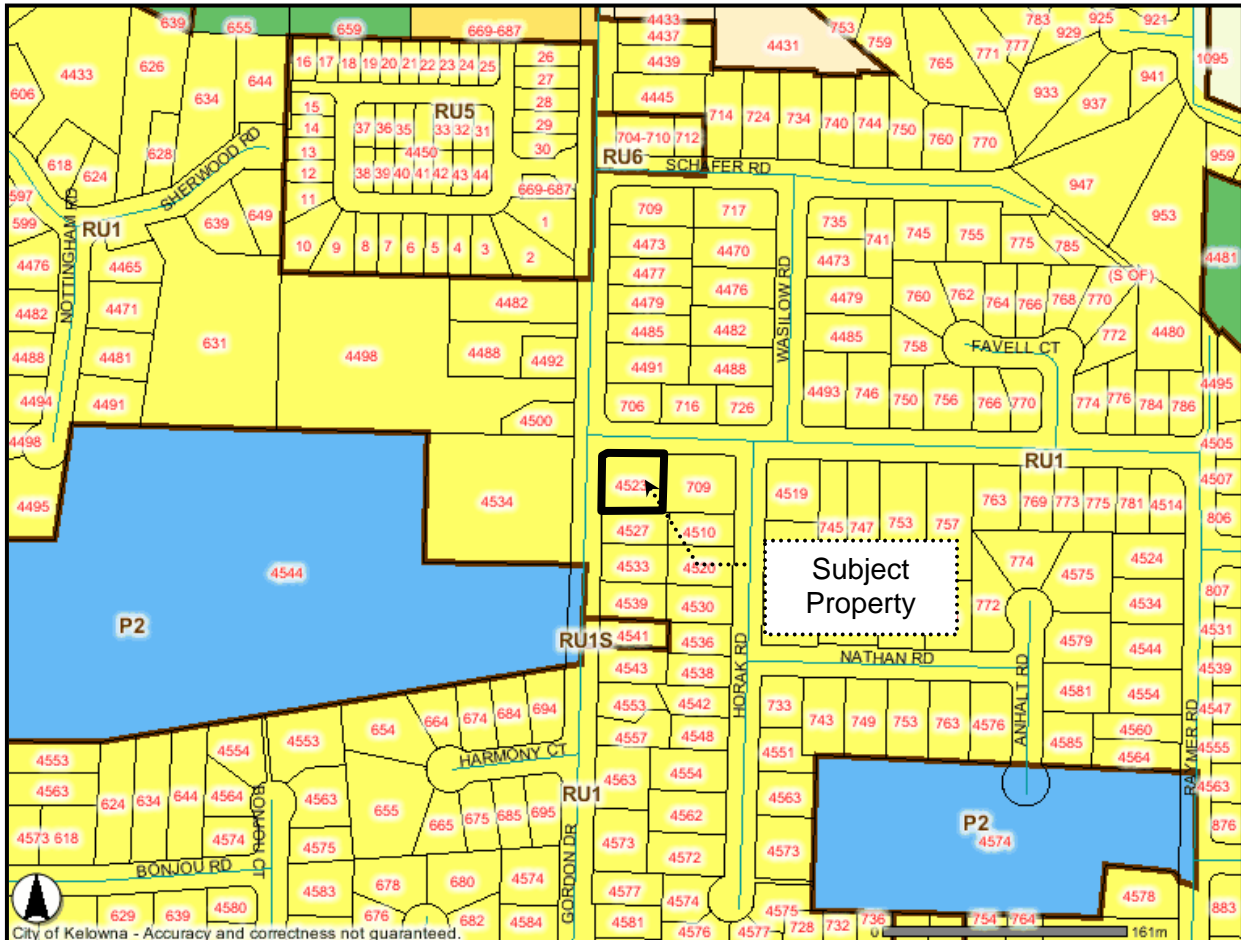 639 655 659 669-687 4433 753 783 925 921
4437 4431 759 777 929
626 644 4439 771 1095
4433 634 16 17 18 19 20 21 22 23 24 25 26 765 941
606 27 4445 933 937
15 RU5 28 714 724 734 740 744 750 760 770
14 37 36 35 33 32 31 29 704-710 712
628 13 4450 30 RU6 959
618 624 SHERWOOD RD 12 38 39 40 41 42 43 44 SCHAFER RD 947
597 11 669-687 953
599 RU1 639 649 1 709 717 735 741 745 755 775 785
NOTTINGHAM RD 10 9 8 7 6 5 4 3 2 4473 4470 4473 4481
4476 4465 4477 4476 WASILOW RD (S OF)
4482 4471 4482 4479 4479 760 762 764 766 768 770
4488 4481 631 4498 4488 4492 4485 4482 4485 758 FAVELL CT 772 4480
4494 4491 4491 4488 4493 746 750 756 766 770 774 776 784 786 4495
4498 4500 706 716 726 4505
RU1
4495 4534 4523 709 4519 763 769 773 775 781 4514 4507
4527 4510 745 747 753 757 806
4544 4533 4520 Subject
Property
774 4575 4524 807
4539 4530 772 4534 4531
P2 RU1S 4541 4536 4579 4544 4539
4543 4538 NATHAN RD 4581 4554 4547
654 664 674 684 694 4553 4542 HORAK RD 733 743 749 753 763 4576 ANHALT RD 4560 RAYMER RD
4553 4554 4553 HARMONY CT 4557 4548 4551 4585 4564 4555
4563 624 634 644 4564 BONJOU CT 4563 655 RU1 4563 4554 4563 4563
4573 618 4574 4575 665 675 685 695 4573 4562 4573 P2 876
BONJOU RD 4572 4574
4583 678 680 4574 GORDON DR 4577 4574 4575 4578
629 639 4580 676 682 4584 4581 4576 4577 728 732 736 754 764 883
City of Kelowna - Accuracy and correctness not guaranteed.
0 161m